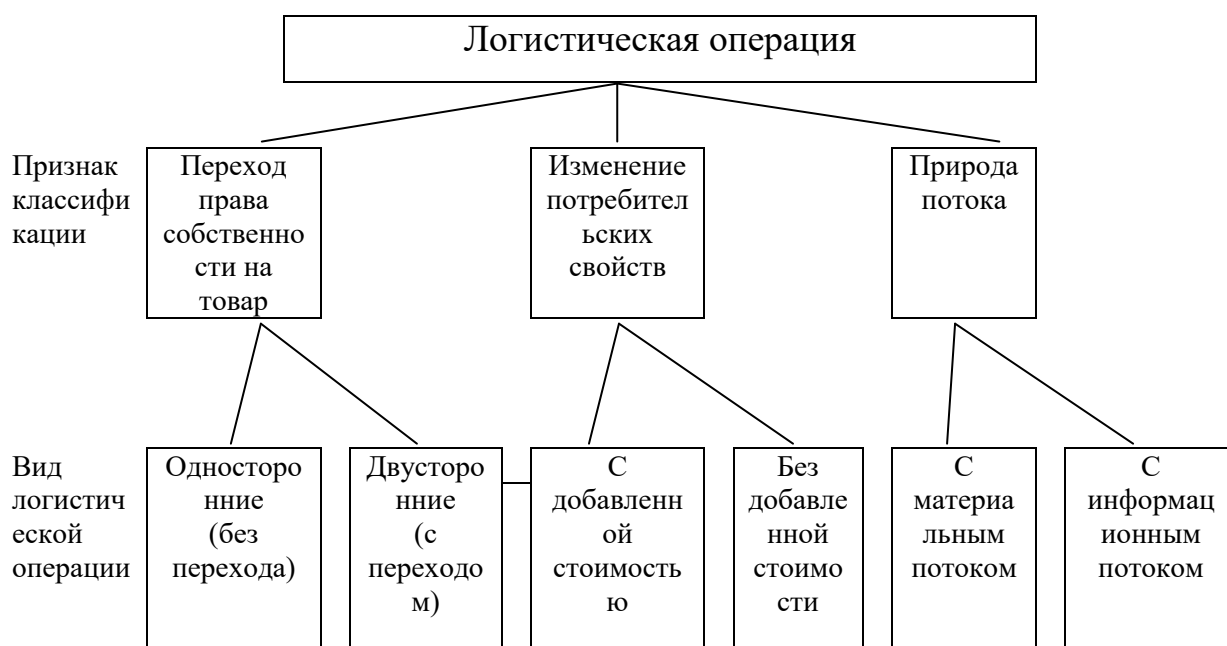 Логистическая операция
Признак
классифи
кации
Переход
права
собственно
сти на
товар
Изменение
потребител
ьских
свойств
Природа
потока
Вид
логистич
еской
операции
Односторо
нние
(без
перехода)
Двусторо
нние
(с
переходо
м)
С
добавленн
ой
стоимость
ю
Без
добавле
нной
стоимо
сти
С
материа
льным
потоком
С
информац
ионным
потоком